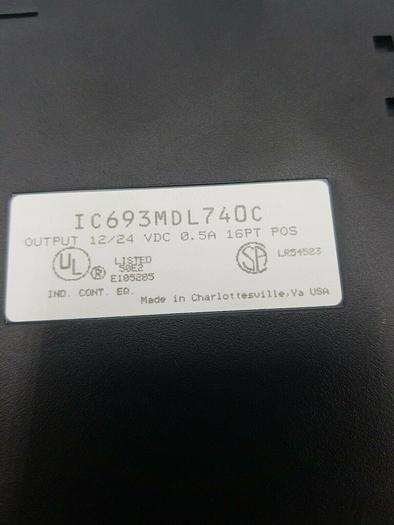 IC693MDL740C
OUTPUT 12/24 VDC 0.5A 16PT POS
UL ® LISTED
50E2
E105285
SA LR54523
IND. CONT. EQ.
Made in Charlottesville,Va USA